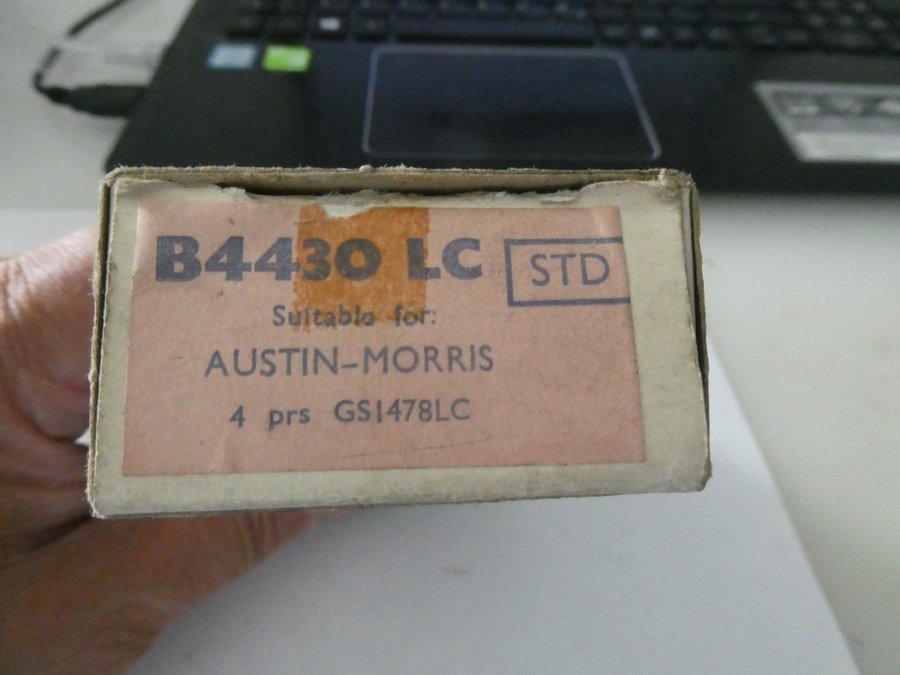 B4430 LC STD
Suitable for:
AUSTIN-MORRIS
4 prs GS1478LC